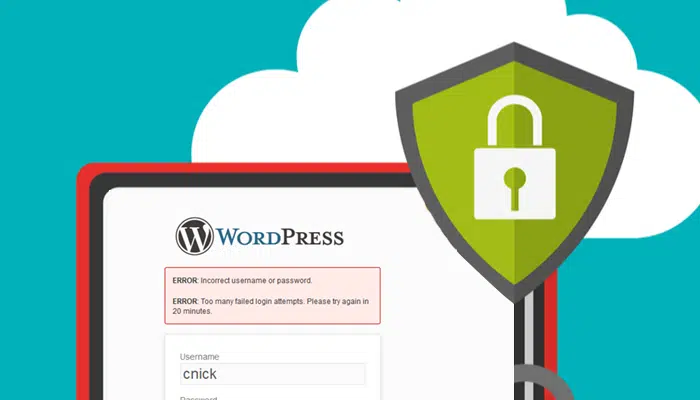 WORDPRESS
ERROR: Incorrect username or password.
ERROR: Too many failed login attempts. Please try again in
20 minutes.
Username
cnick
Password